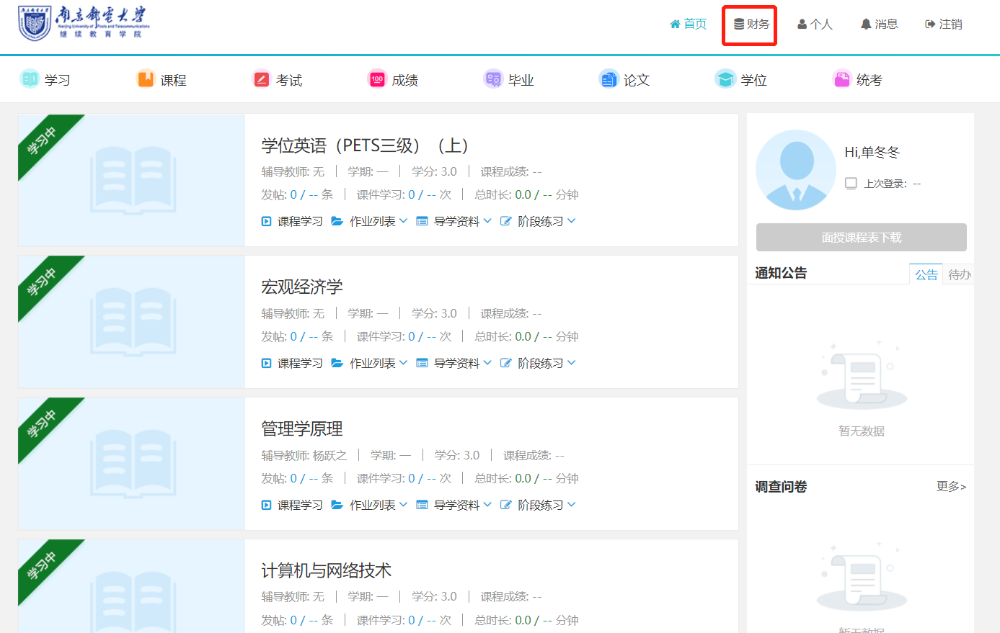 南京邮电大学
Nanjing University of Posts and Telecommunications
继续教育学院
首页 财务 个人 消息 注销
学习 课程 考试 100 成绩 毕业 论文 学位 统考
学习中
学位英语（PETS三级）（上）
辅导教师: 无 | 学期: — | 学分: 3.0 | 课程成绩: --
发帖: 0 / -- 条 | 课件学习: 0 / -- 次 | 总时长: 0.0 / -- 分钟
课程学习 作业列表 导学资料 阶段练习
学习中
宏观经济学
辅导教师: 无 | 学期: — | 学分: 3.0 | 课程成绩: --
发帖: 0 / -- 条 | 课件学习: 0 / -- 次 | 总时长: 0.0 / -- 分钟
课程学习 作业列表 导学资料 阶段练习
学习中
管理学原理
辅导教师: 杨跃之 | 学期: — | 学分: 3.0 | 课程成绩: --
发帖: 0 / -- 条 | 课件学习: 0 / -- 次 | 总时长: 0.0 / -- 分钟
课程学习 作业列表 导学资料 阶段练习
学习中
计算机与网络技术
辅导教师: 无 | 学期: — | 学分: 3.0 | 课程成绩: --
发帖: 0 / -- 条 | 课件学习: 0 / -- 次 | 总时长: 0.0 / -- 分钟
Hi,单冬冬
上次登录: --
面授课程表下载
通知公告 公告 待办
暂无数据
调查问卷 更多>
暂无数据